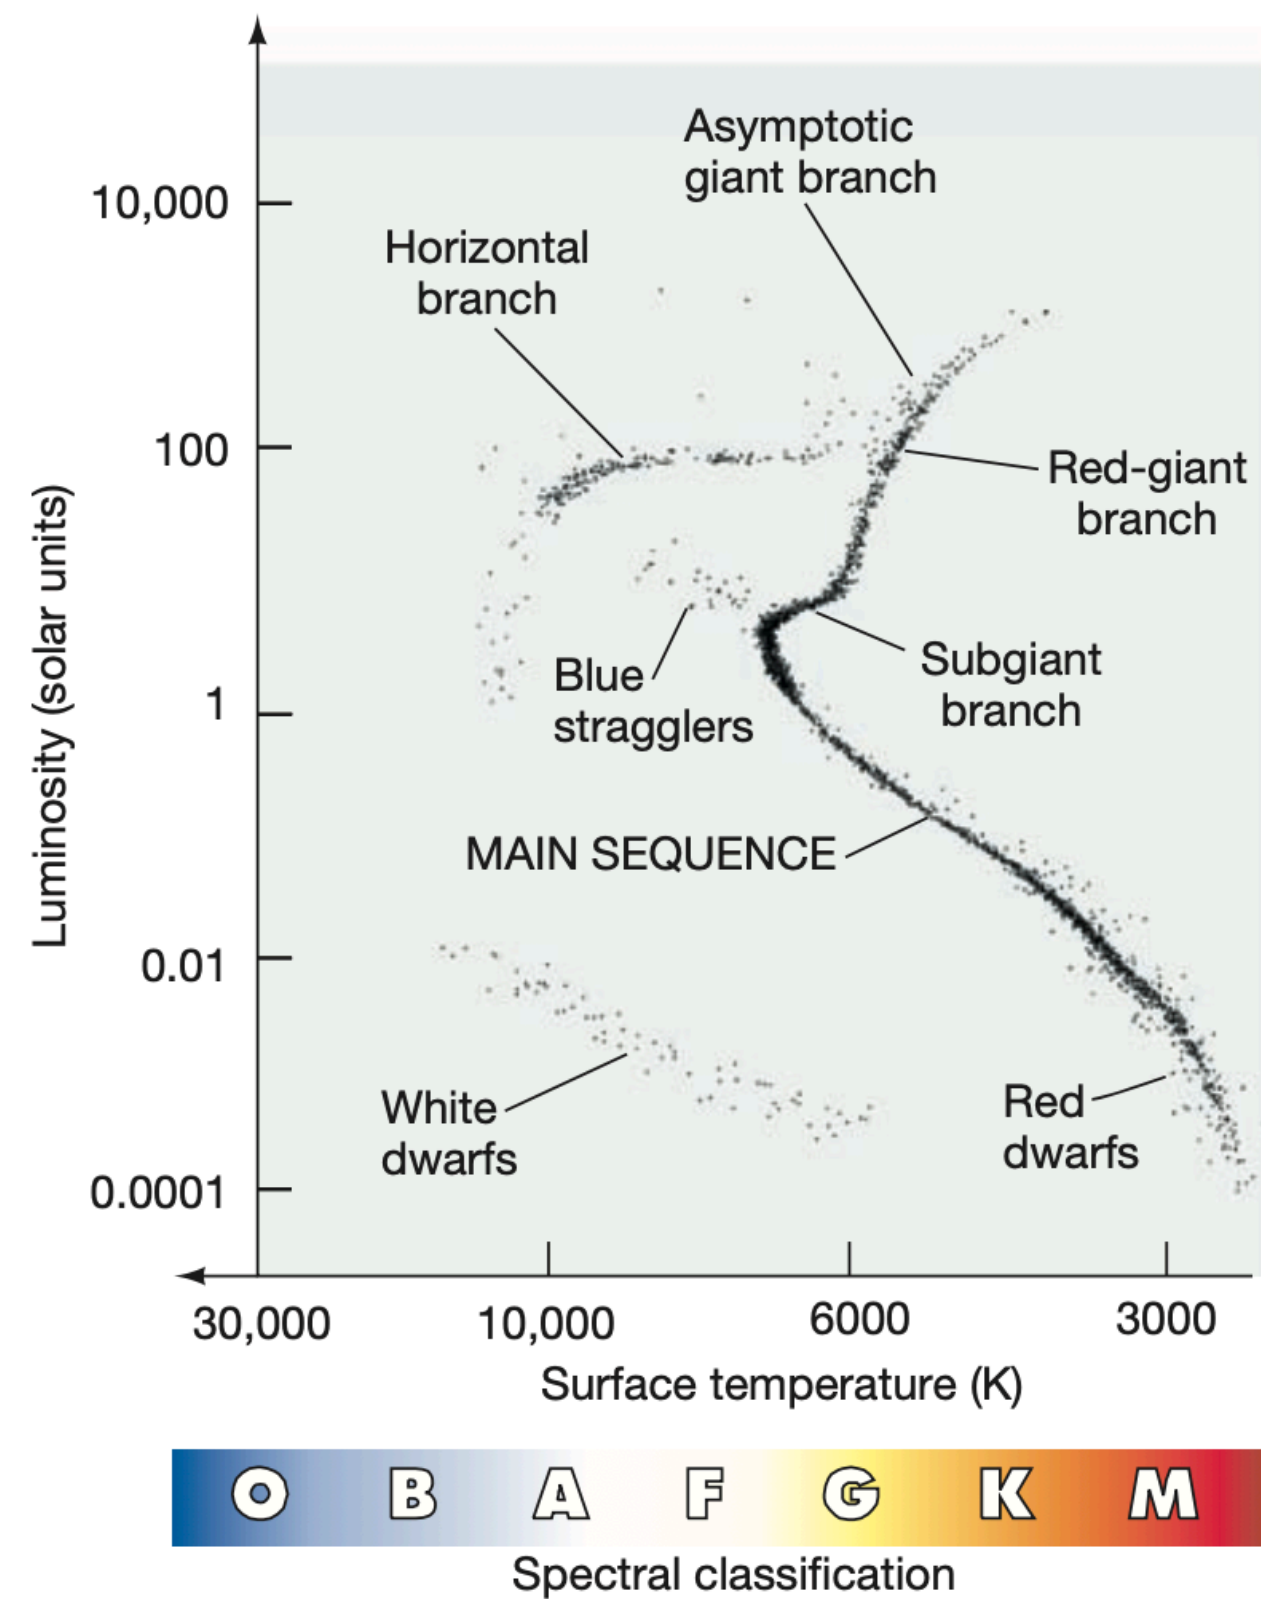 Asymptotic
giant branch
10,000
Horizontal
branch
100
Red-giant
branch
Luminosity (solar units)
Blue
stragglers
Subgiant
branch
1
MAIN SEQUENCE
0.01
White
dwarfs
Red
dwarfs
0.0001
30,000 10,000 6000 3000
Surface temperature (K)
O B A F G K M
Spectral classification